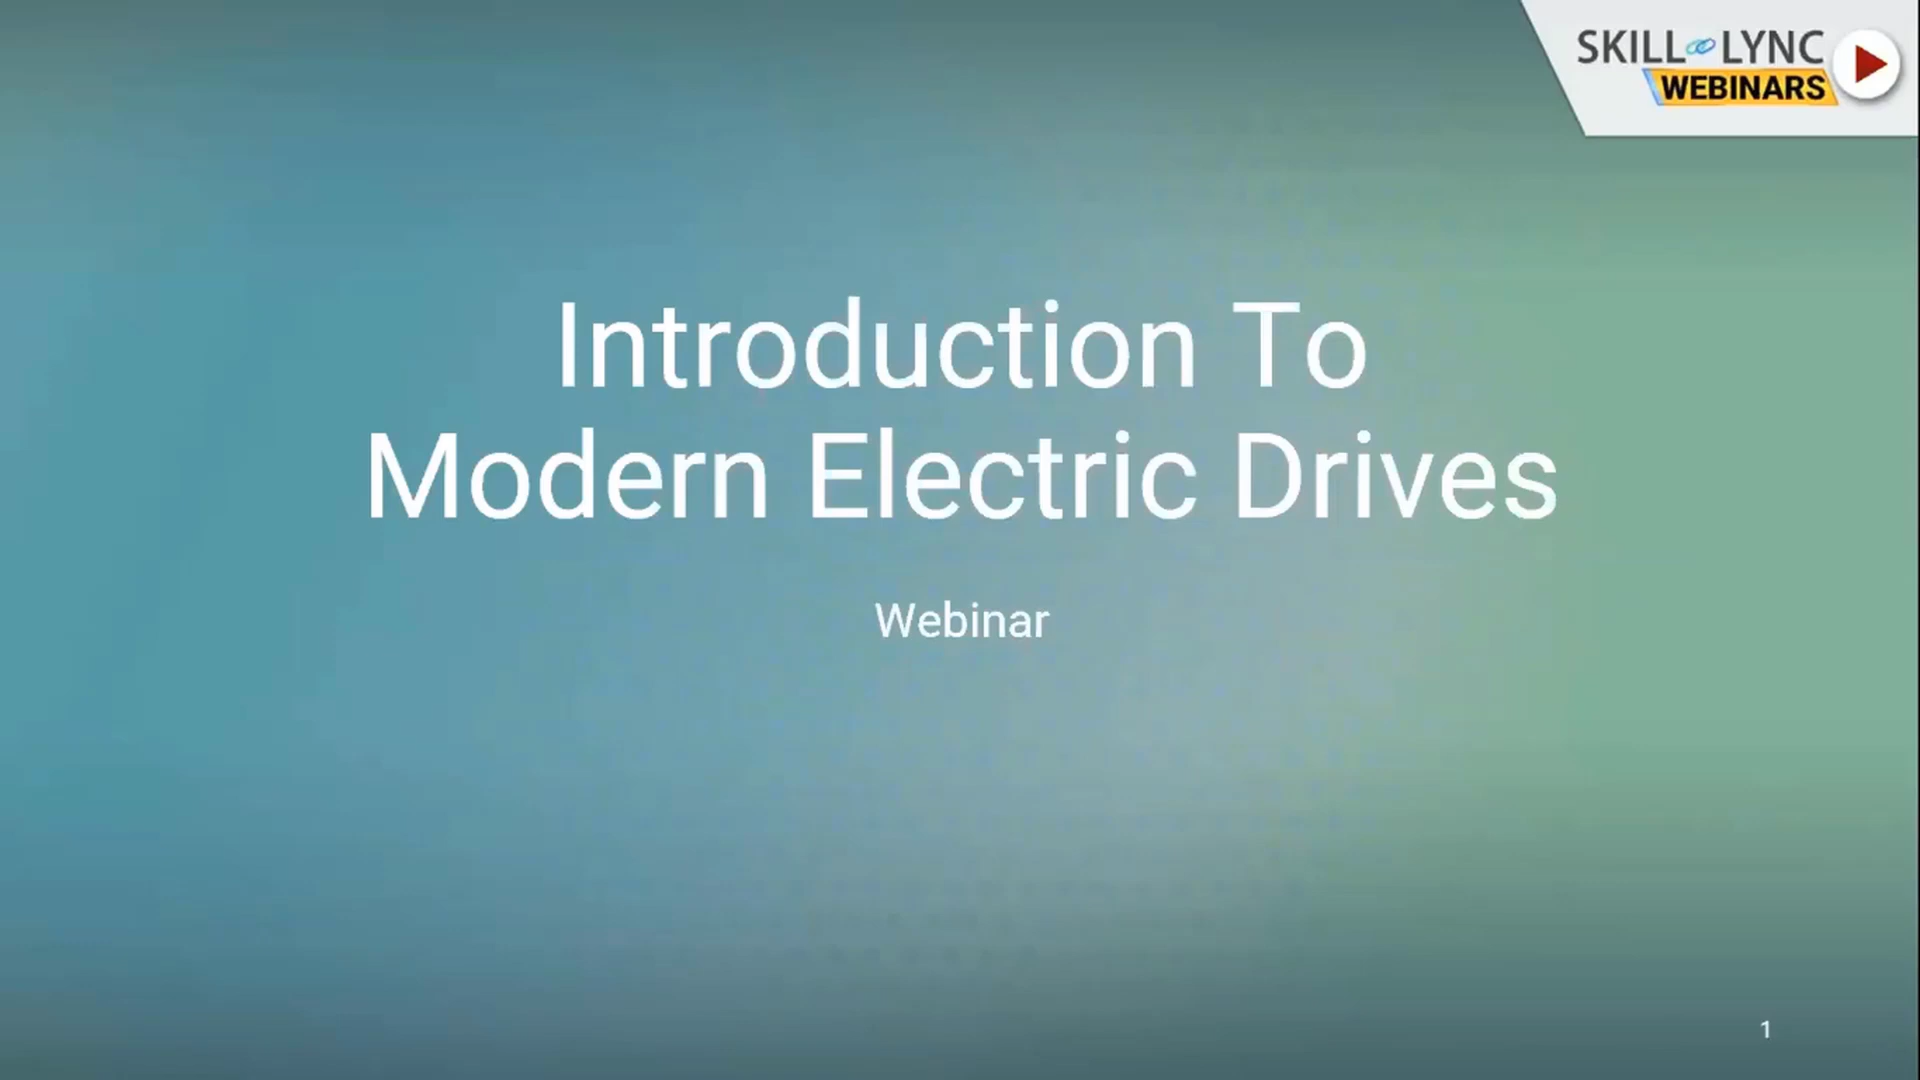 SKILL LYNC
WEBINARS
Introduction To
Modern Electric Drives
Webinar
1